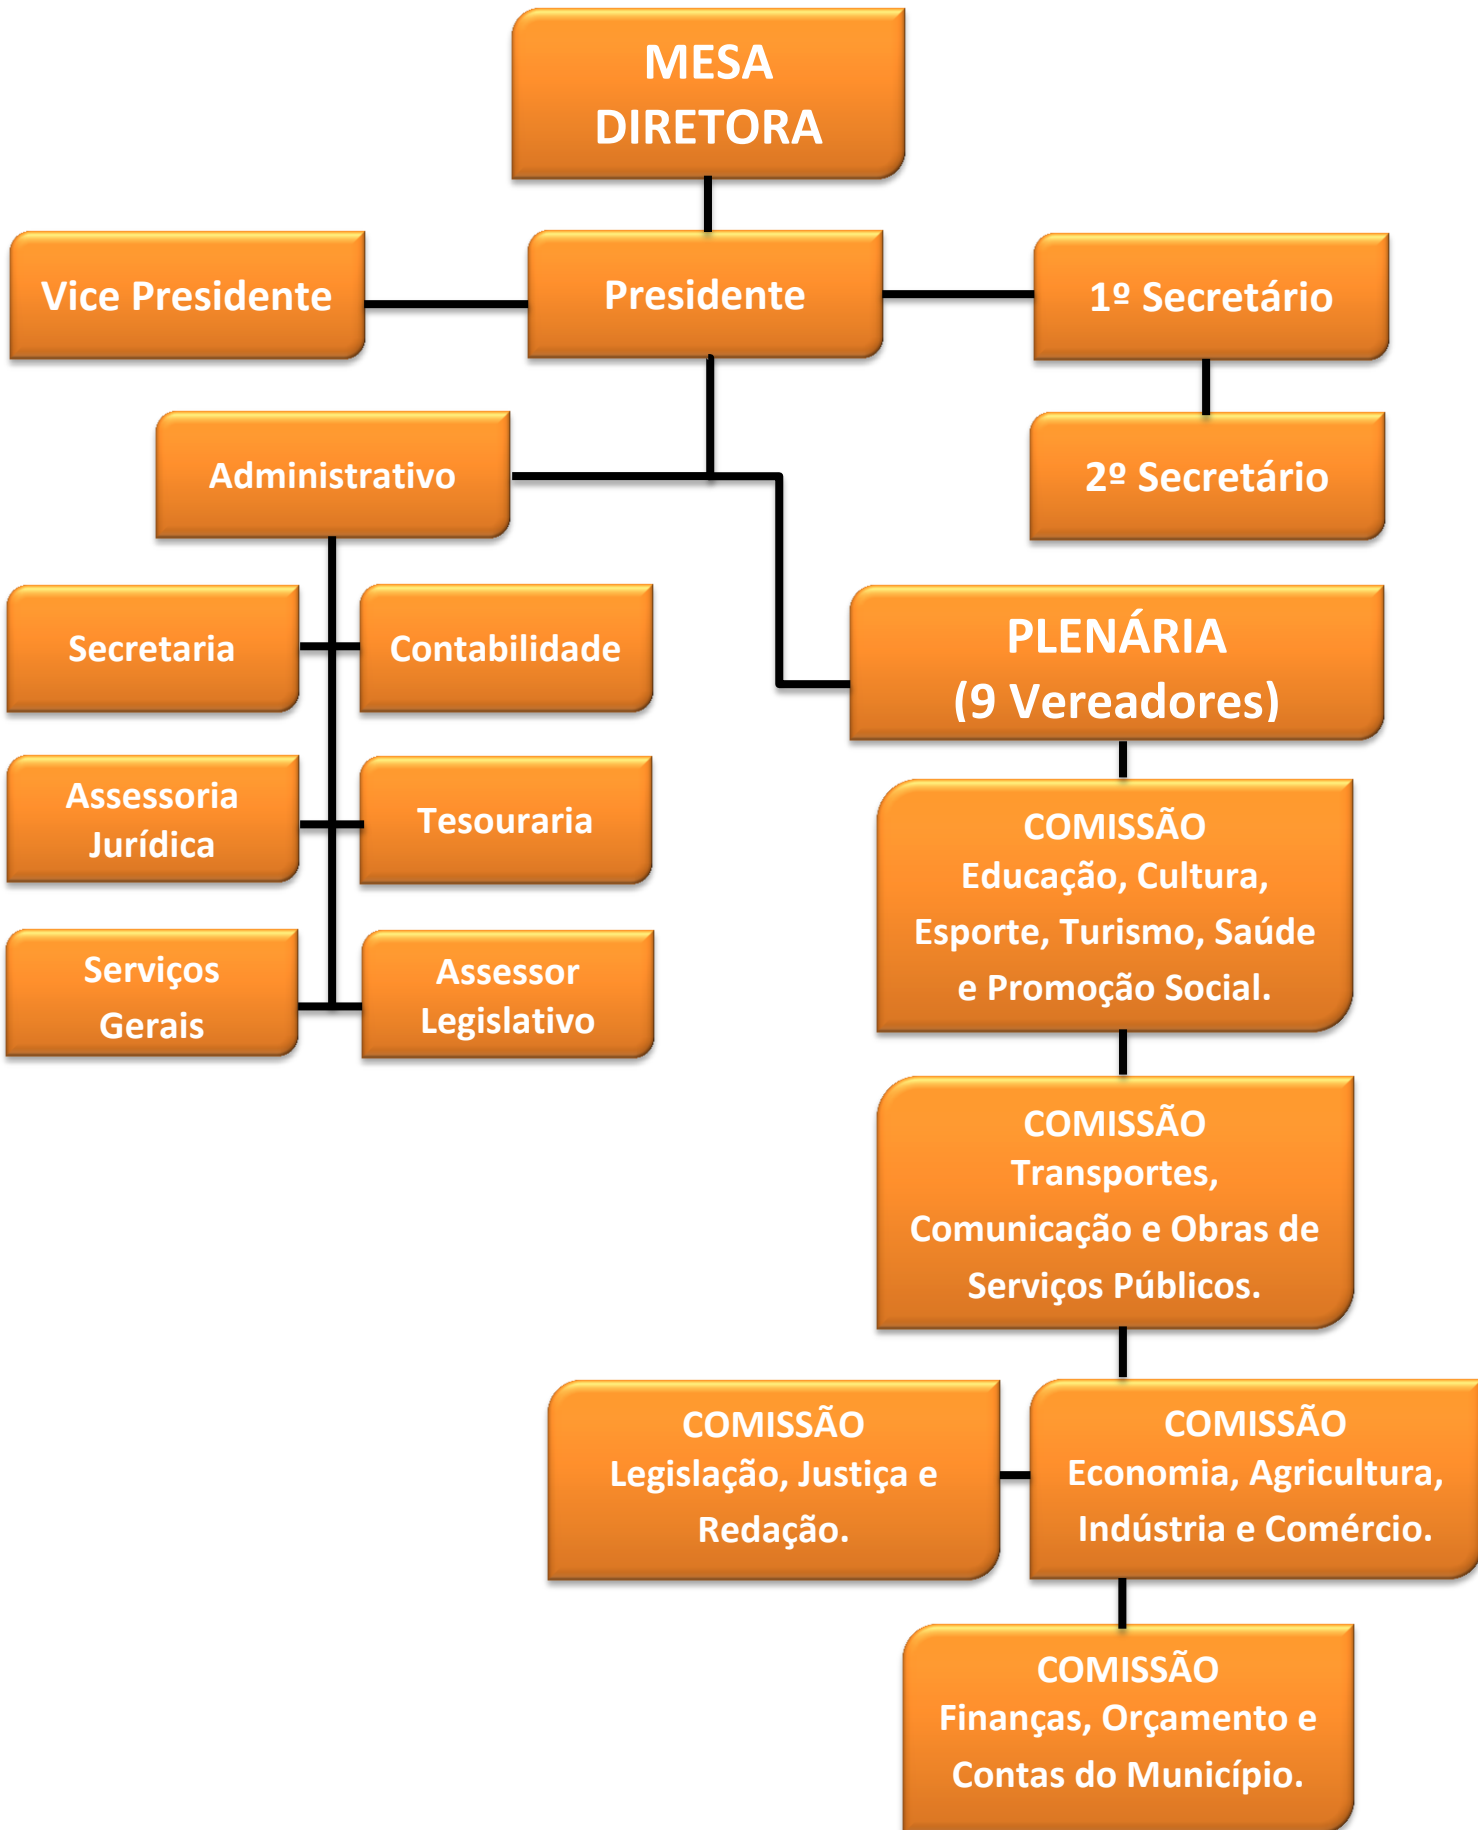 MESA
DIRETORA
Vice Presidente
Presidente
1º Secretário
Administrativo
2º Secretário
Secretaria
Contabilidade
PLENÁRIA
(9 Vereadores)
Assessoria
Jurídica
Tesouraria
COMISSÃO
Educação, Cultura,
Esporte, Turismo, Saúde
e Promoção Social.
Serviços
Gerais
Assessor
Legislativo
COMISSÃO
Transportes,
Comunicação e Obras de
Serviços Públicos.
COMISSÃO
Legislação, Justiça e
Redação.
COMISSÃO
Economia, Agricultura,
Indústria e Comércio.
COMISSÃO
Finanças, Orçamento e
Contas do Município.